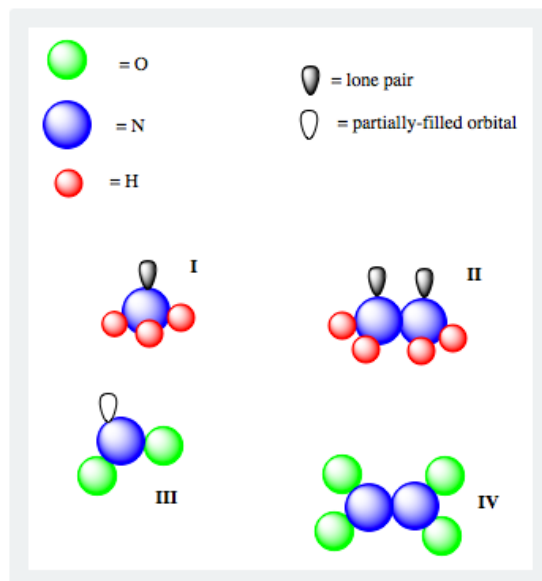 = O
= lone pair
= N
= partially-filled orbital
= H
I
II
III
IV